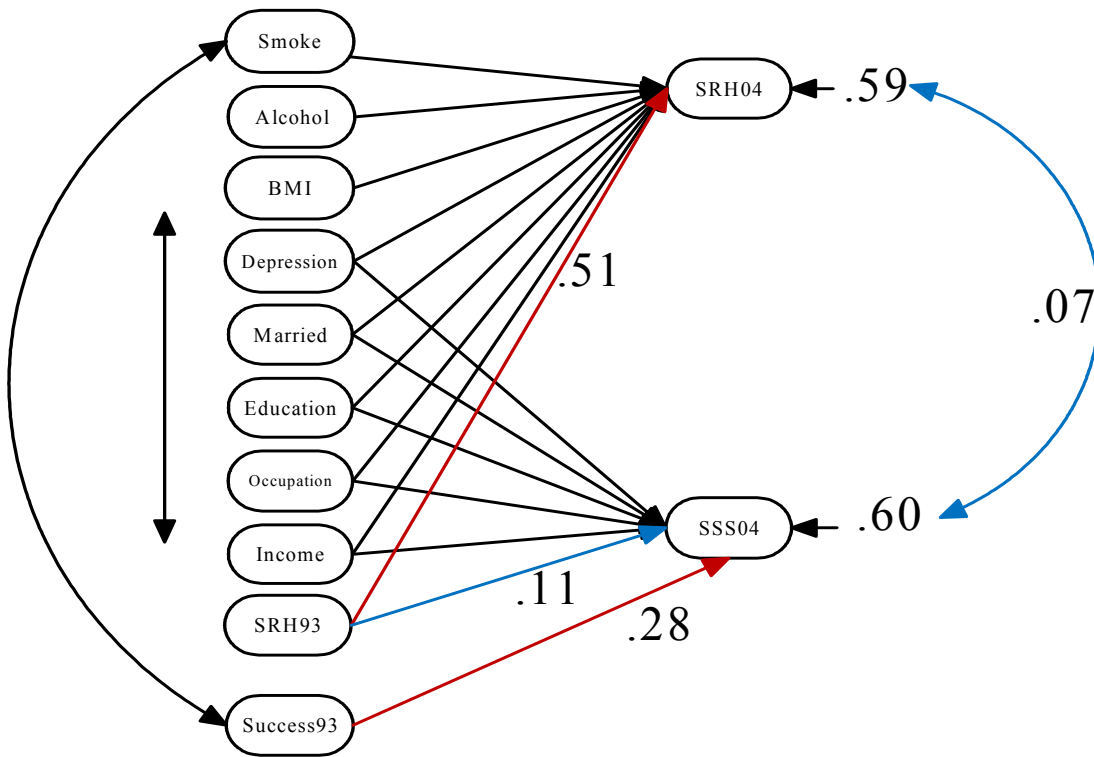 Smoke
Alcohol
BMI
Depression
Married
Education
Occupation
Income
SRH93
Success93
SRH04
.59
.51
.07
SSS04
.60
.11
.28